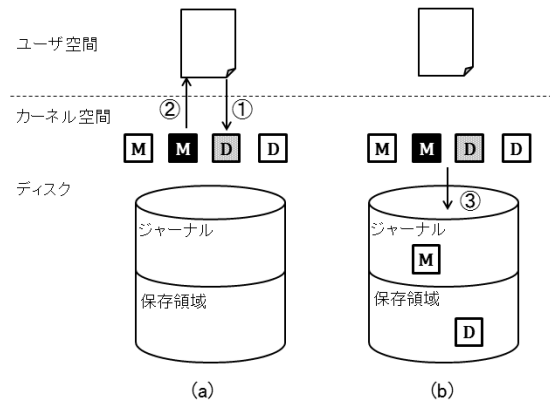 ユーザ空間
② ①
カーネル空間
M M D D M M D D
ディスク
③
ジャーナル ジャーナル
M
保存領域 保存領域
D
(a) (b)